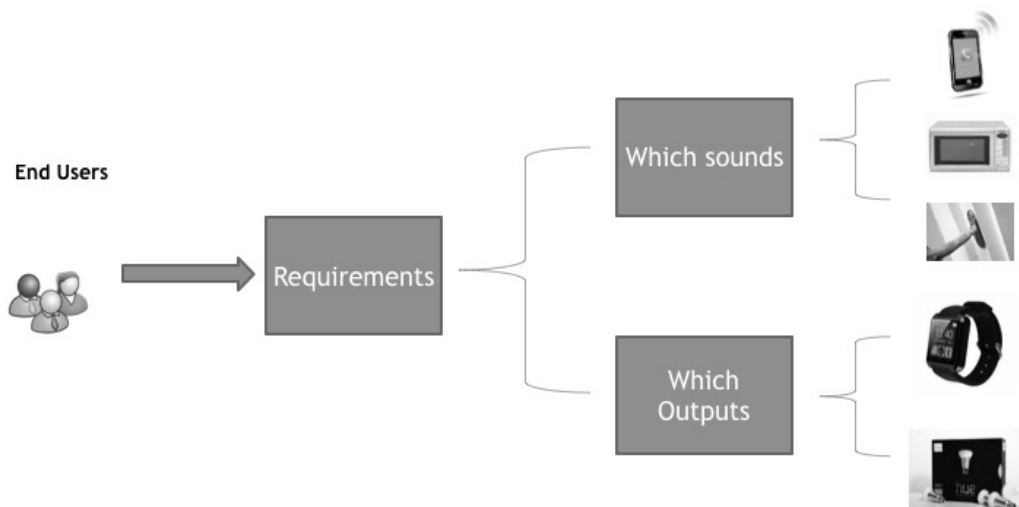 End Users
Requirements
Which sounds
Which
Outputs
hue